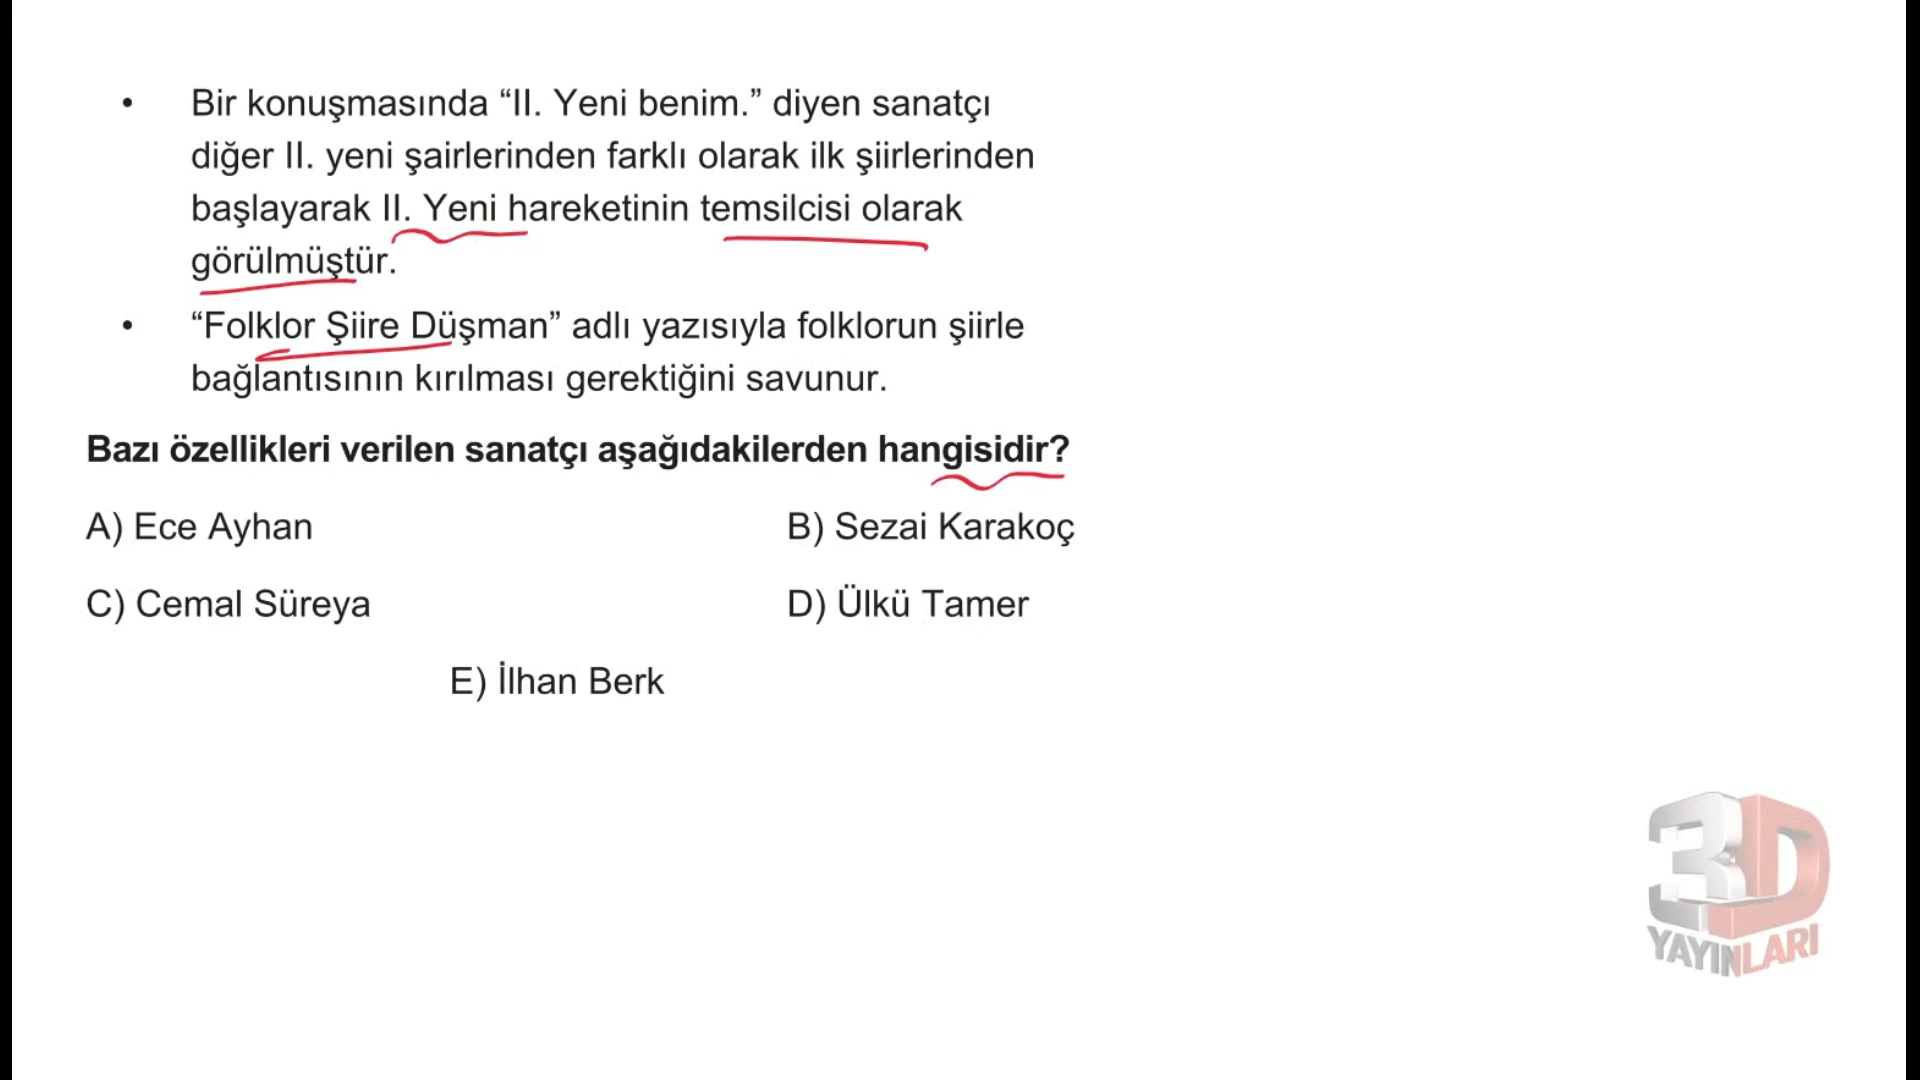 • Bir konuşmasında “II. Yeni benim.” diyen sanatçı
diğer II. yeni şairlerinden farklı olarak ilk şiirlerinden
başlayarak II. Yeni hareketinin temsilcisi olarak
görülmüştür.
• “Folklor Şiire Düşman” adlı yazısıyla folklorun şiirle
bağlantısının kırılması gerektiğini savunur.
Bazı özellikleri verilen sanatçı aşağıdakilerden hangisidir?
A) Ece Ayhan B) Sezai Karakoç
C) Cemal Süreya D) Ülkü Tamer
E) İlhan Berk
3D
YAYINLARI